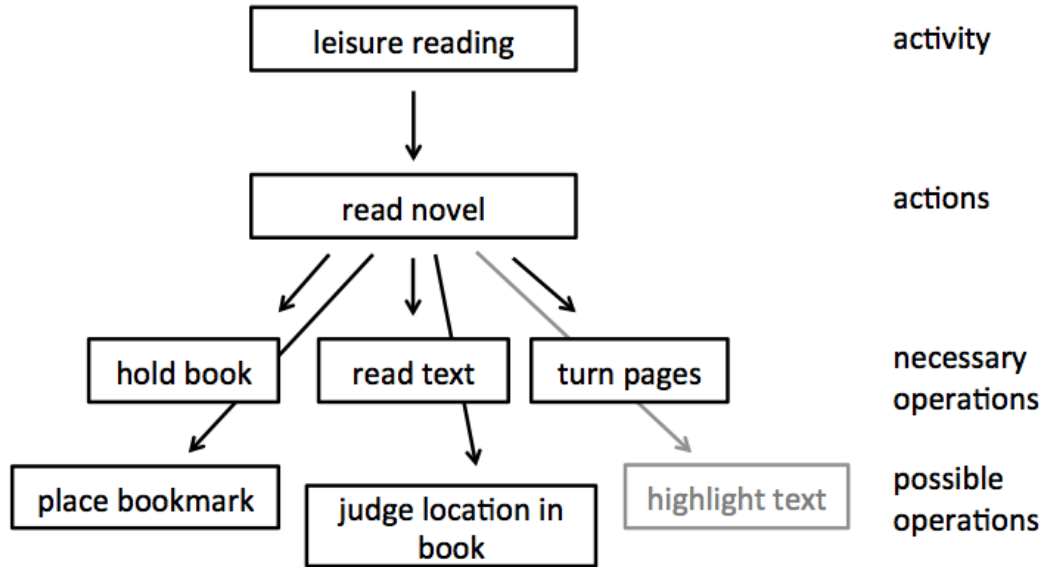 leisure reading
activity
read novel
actions
hold book
read text
turn pages
necessary
operations
place bookmark
judge location in
book
highlight text
possible
operations